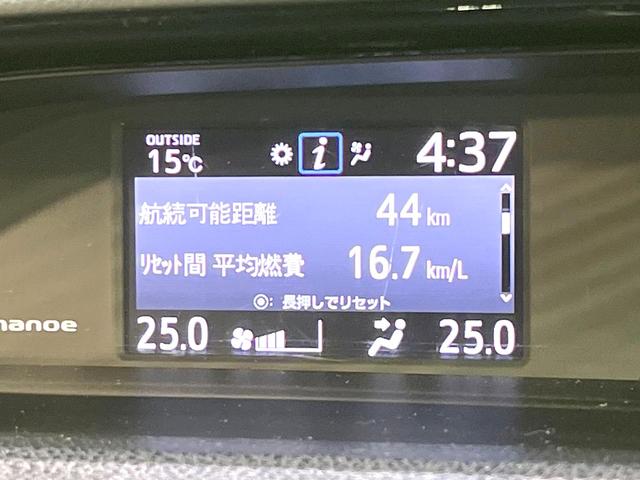 OUTSIDE
15℃
i
4:37
航続可能距離 44 km
ﾘｾｯﾄ間 平均燃費 16.7 km/L
◉: 長押しでリセット
nanoe
25.0
25.0